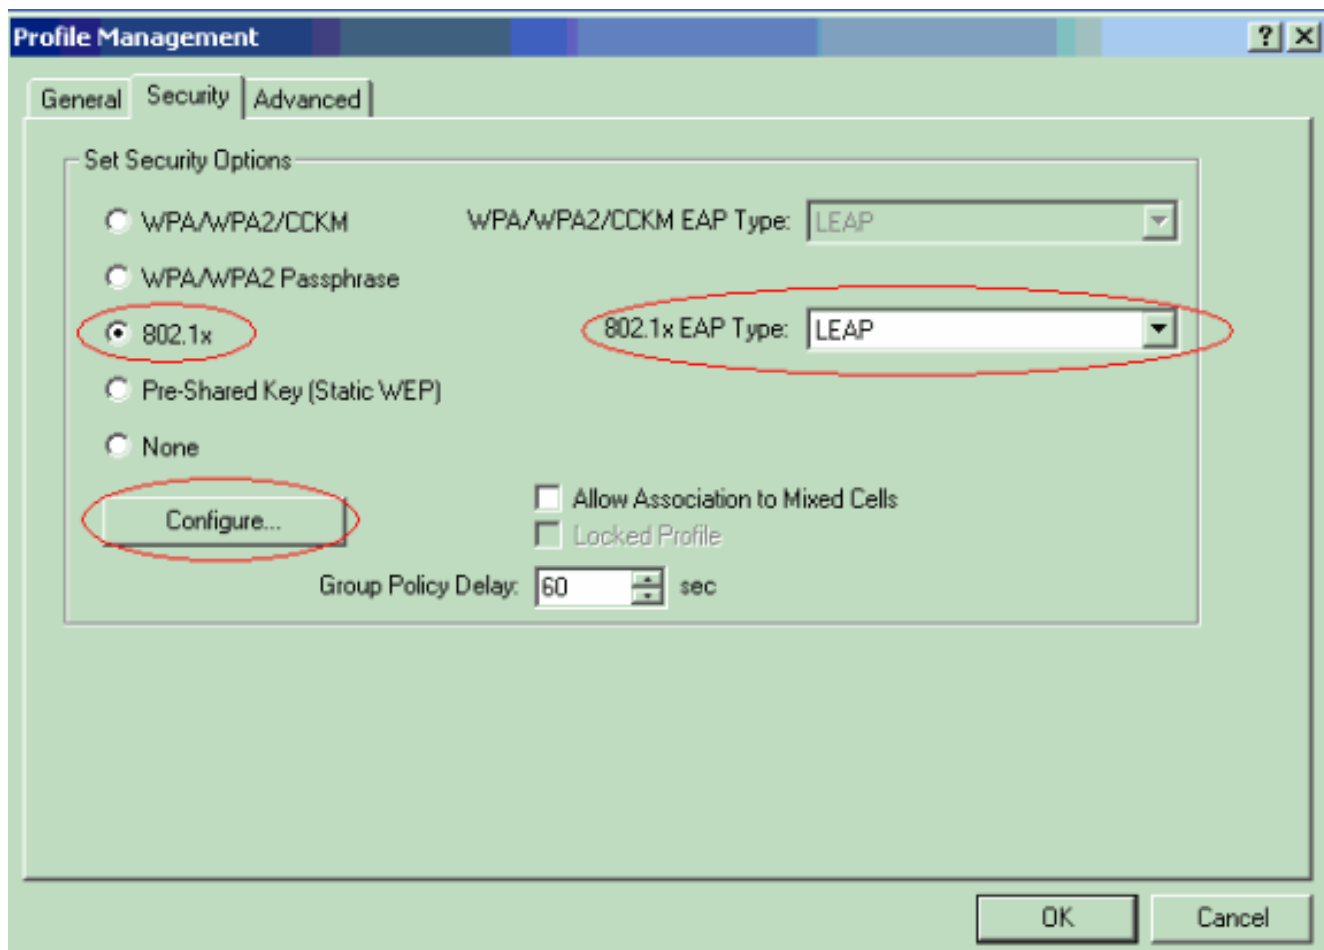 Profile Management
General Security Advanced
Set Security Options
WPA/WPA2/CCKM WPA/WPA2/CCKM EAP Type: LEAP
WPA/WPA2 Passphrase
802.1x 802.1x EAP Type: LEAP
Pre-Shared Key (Static WEP)
None
Configure... Allow Association to Mixed Cells
Locked Profile
Group Policy Delay: 60 sec
OK Cancel